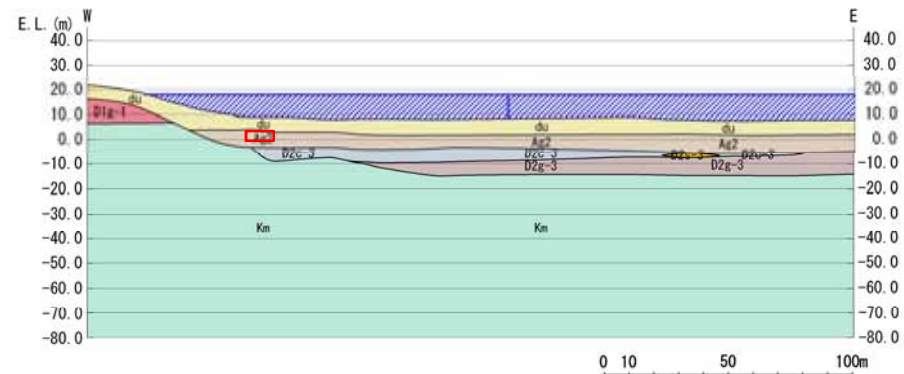 E.L.(m) W E
40.0 40.0
30.0 30.0
20.0 20.0
du
D1g-1
10.0 10.0
du du du
0.0 0.0
Ag2 Ag2 Ag2
D2c-3 D2c-3
-10.0 -10.0
D2g-3 D2g-3
-20.0 -20.0
-30.0 -30.0
Km Km
-40.0 -40.0
-50.0 -50.0
-60.0 -60.0
-70.0 -70.0
-80.0 -80.0
0 10 50 100m